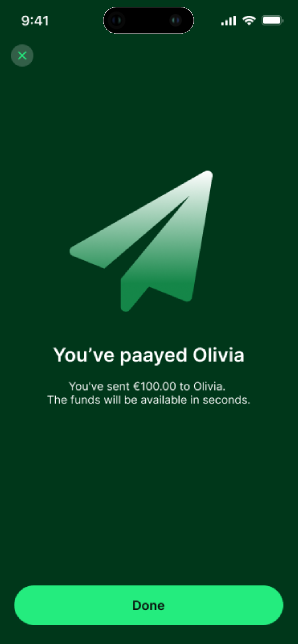 9:41
You've paayed Olivia
You've sent €100.00 to Olivia.
The funds will be available in seconds.
Done